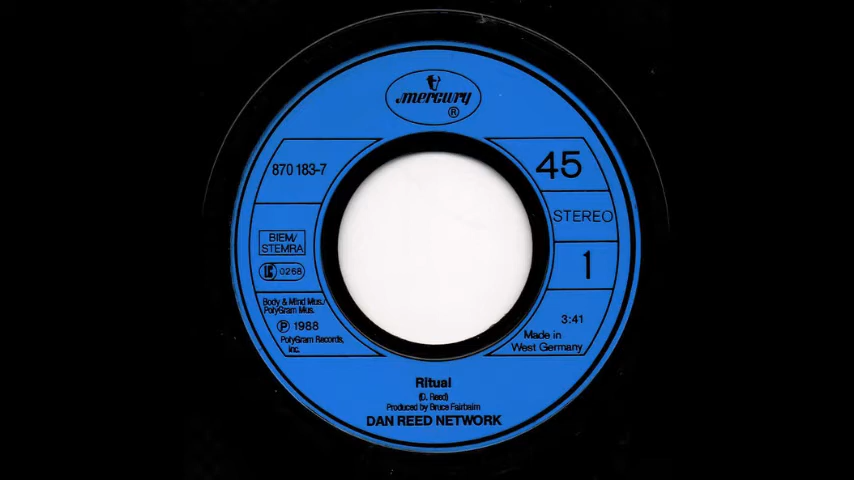 mercury
®
870 183-7
45
STEREO
BIEM/
STEMRA
LC 0268
1
Body & Mind Mus./
PolyGram Mus.
℗ 1988
PolyGram Records,
Inc.
3:41
Made in
West Germany
Ritual
(D. Reed)
Produced by Bruce Fairbairn
DAN REED NETWORK